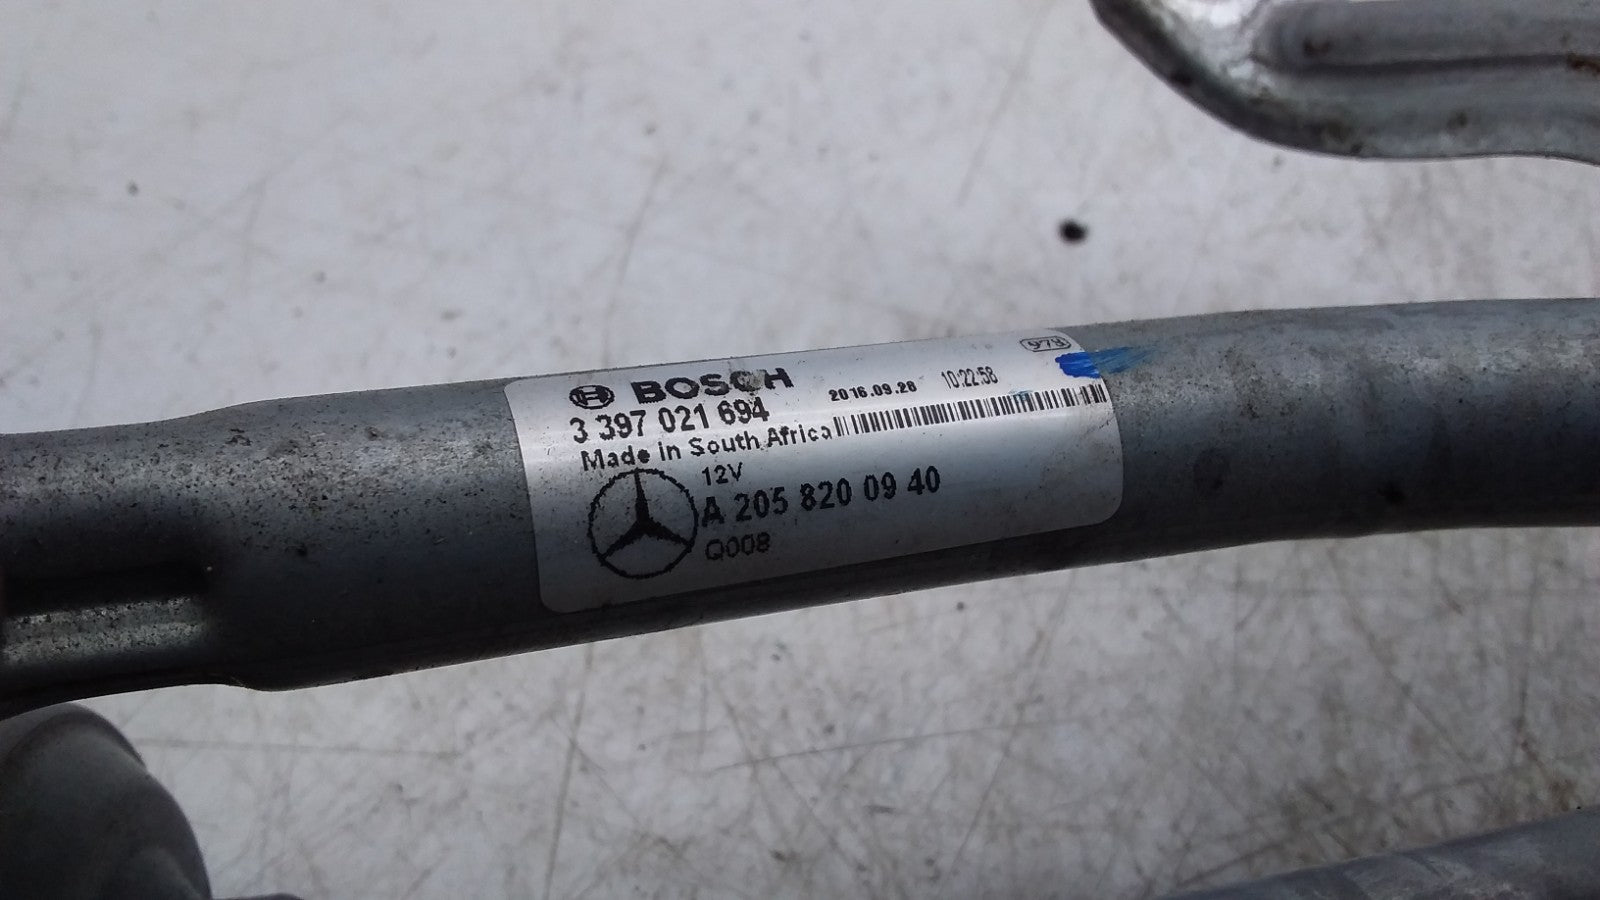 BOSCH
3 397 021 694 2016.09.28 10:22:58
Made in South Africa
12V
A 205 820 09 40
Q008